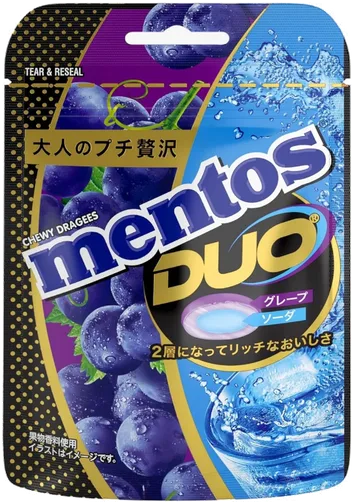 TEAR & RESEAL
大人のプチ贅沢
CHEWY DRAGEES
mentos
DUO®
グレープ
ソーダ
2層になってリッチなおいしさ
果物香料使用
イラストはイメージです。